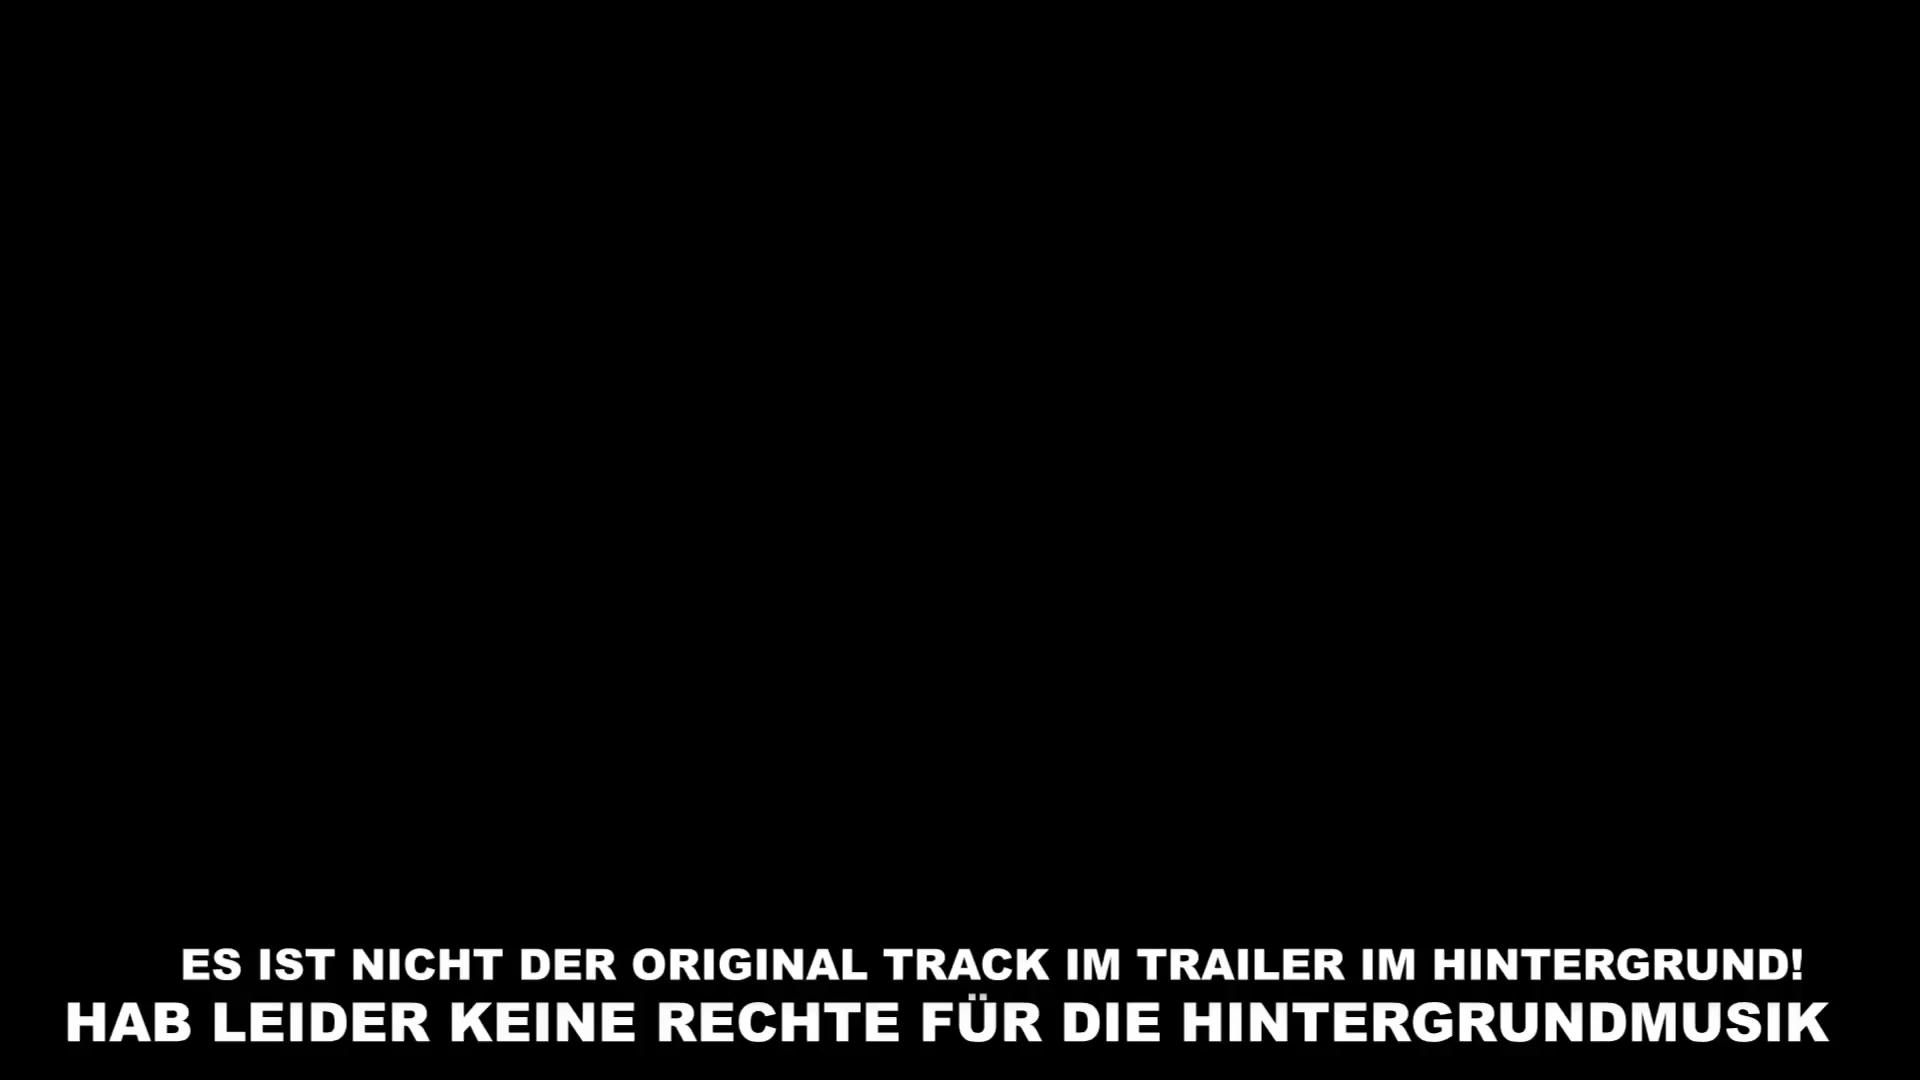 ES IST NICHT DER ORIGINAL TRACK IM TRAILER IM HINTERGRUND!
HAB LEIDER KEINE RECHTE FÜR DIE HINTERGRUNDMUSIK